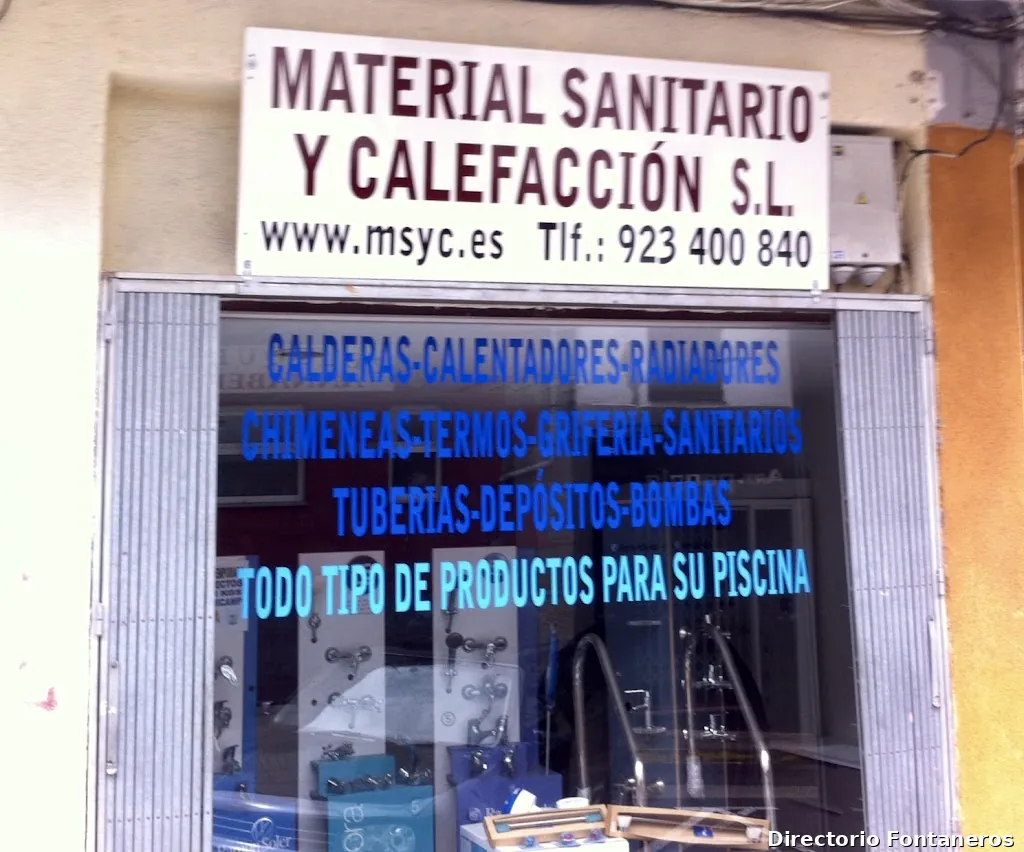 MATERIAL SANITARIO
Y CALEFACCIÓN S.L.
www.msyc.es Tlf.: 923 400 840
CALDERAS-CALENTADORES-RADIADORES
CHIMENEAS-TERMOS-GRIFERIA-SANITARIOS
TUBERIAS-DEPÓSITOS-BOMBAS
TODO TIPO DE PRODUCTOS PARA SU PISCINA
Directorio Fontaneros